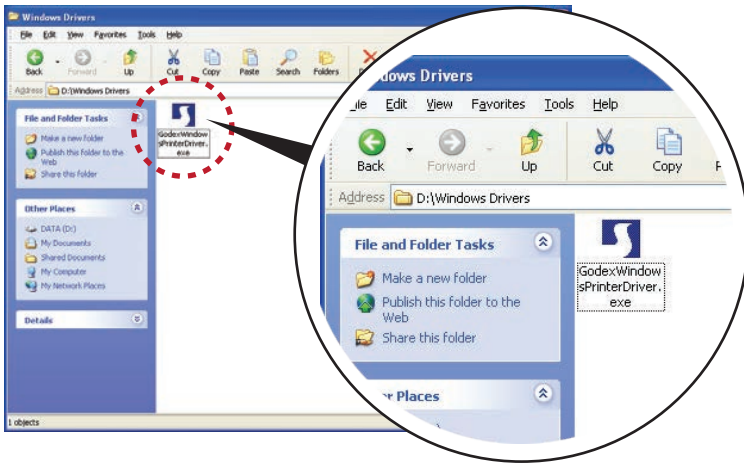 Windows Drivers
File Edit View Favorites Tools Help
Back Forward Up Cut Copy Paste Search Folders
Address D:\Windows Drivers
File and Folder Tasks
Make a new folder
Publish this folder to the
Web
Share this folder
Other Places
DATA (D:)
My Documents
Shared Documents
My Computer
My Network Places
Details
GodexWindow
sPrinterDriver.
exe
1 objects
dows Drivers
ile Edit View Favorites Tools Help
Back Forward Up Cut Copy
Address D:\Windows Drivers
File and Folder Tasks
Make a new folder
Publish this folder to the
Web
Share this folder
r Places
GodexWindow
sPrinterDriver.
exe